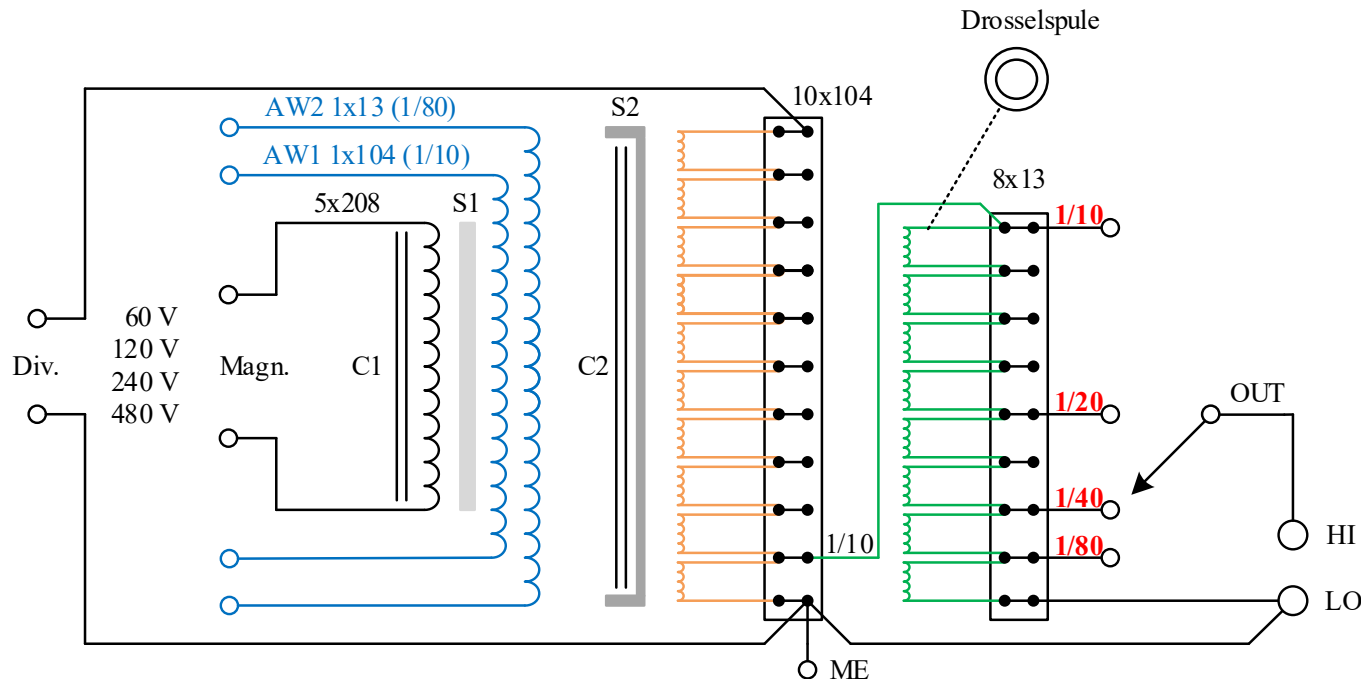 Drosselspule
AW2 1x13 (1/80)
S2
10x104
AW1 1x104 (1/10)
5x208
S1
8x13
1/10
60 V
120 V
240 V
480 V
Div.
Magn.
C1
C2
1/20
OUT
1/40
1/10
1/80
HI
LO
ME